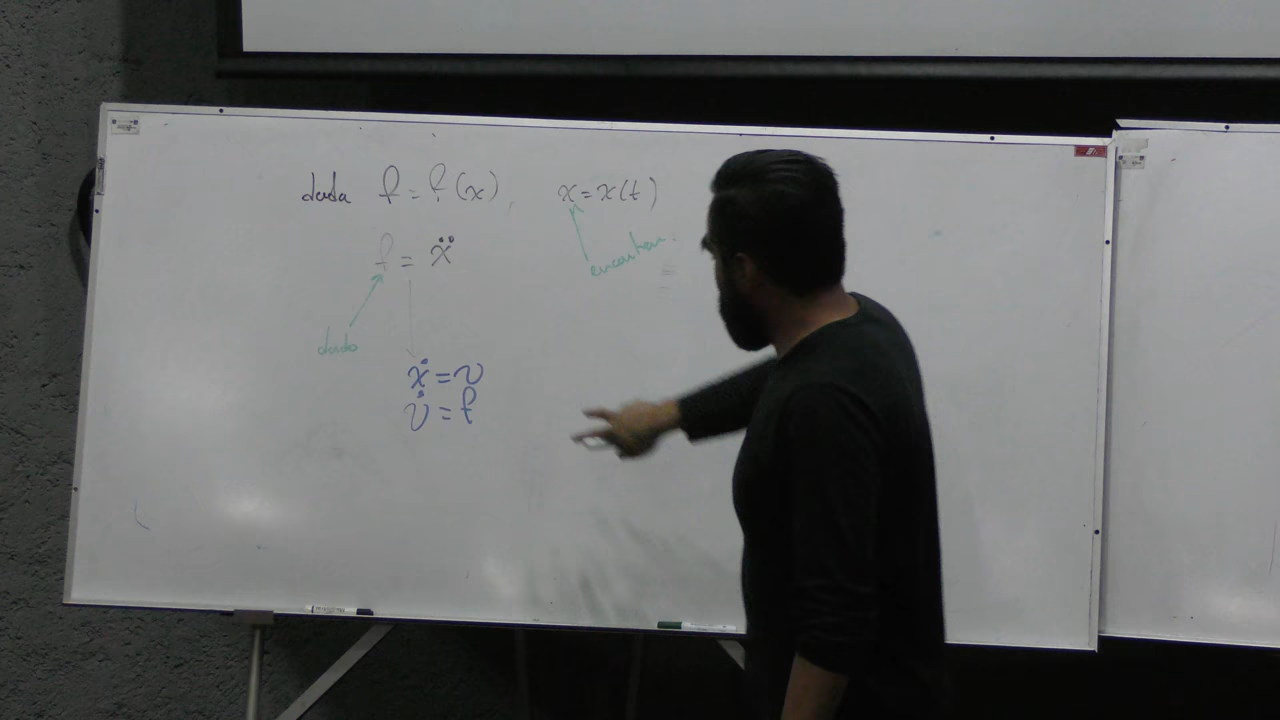 dada f = f(x), x = x(t)
f = ẍ
encontrar
dado
ẋ = v
v̇ = f